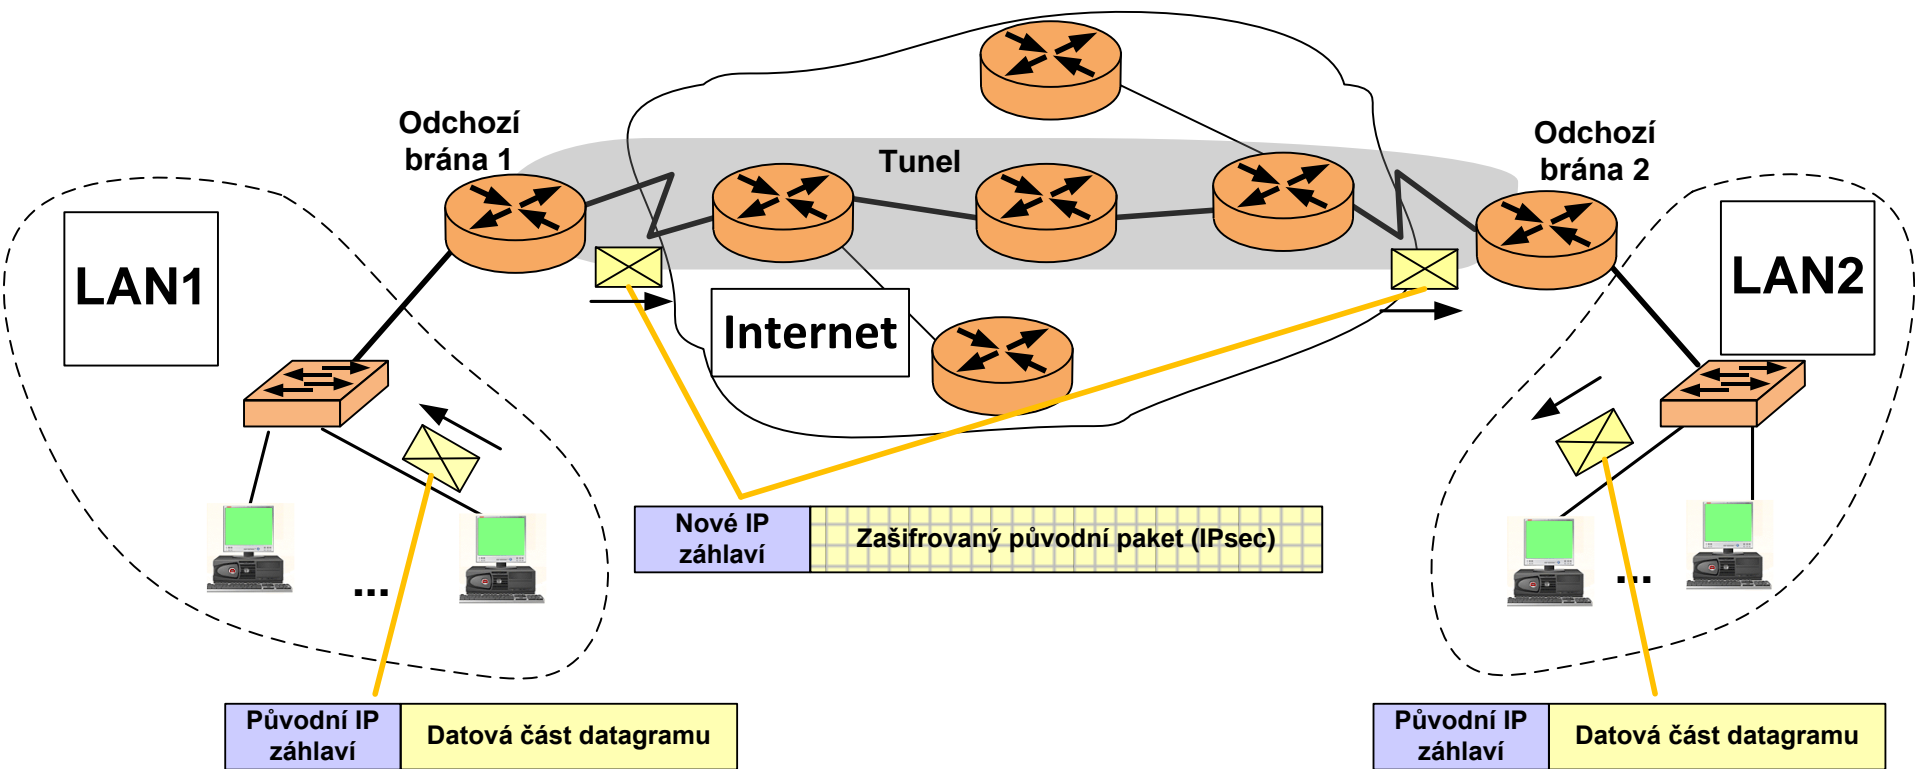 Odchozí
brána 1
Tunel
Odchozí
brána 2
LAN1
LAN2
Internet
Nové IP
záhlaví
Zašifrovaný původní paket (IPsec)
...
...
Původní IP
záhlaví
Datová část datagramu
Původní IP
záhlaví
Datová část datagramu